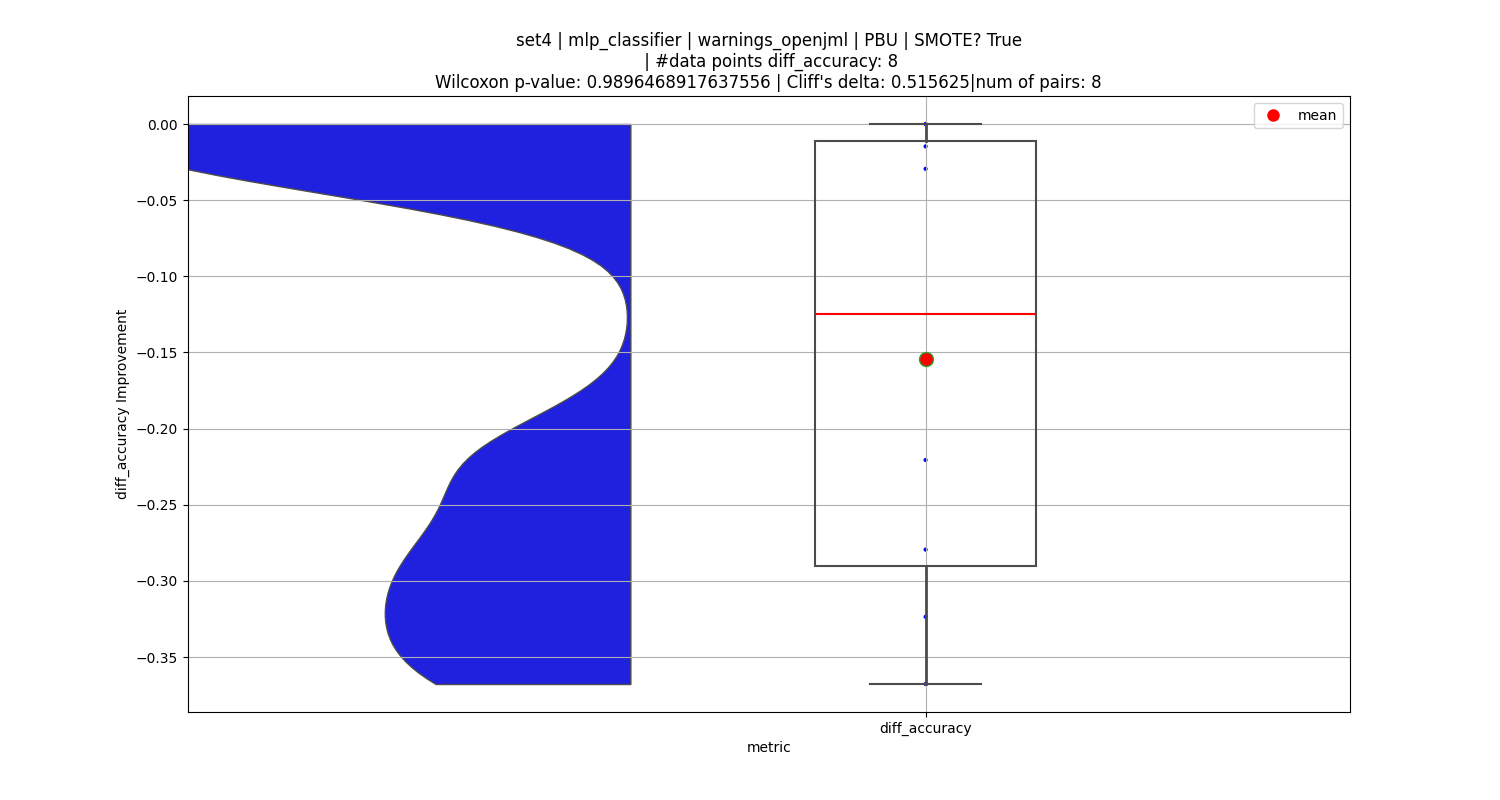 set4 | mlp_classifier | warnings_openjml | PBU | SMOTE? True
| #data points diff_accuracy: 8
Wilcoxon p-value: 0.9896468917637556 | Cliff's delta: 0.515625|num of pairs: 8
mean
0.00
−0.05
−0.10
−0.15
−0.20
−0.25
−0.30
−0.35
diff_accuracy Improvement
diff_accuracy
metric